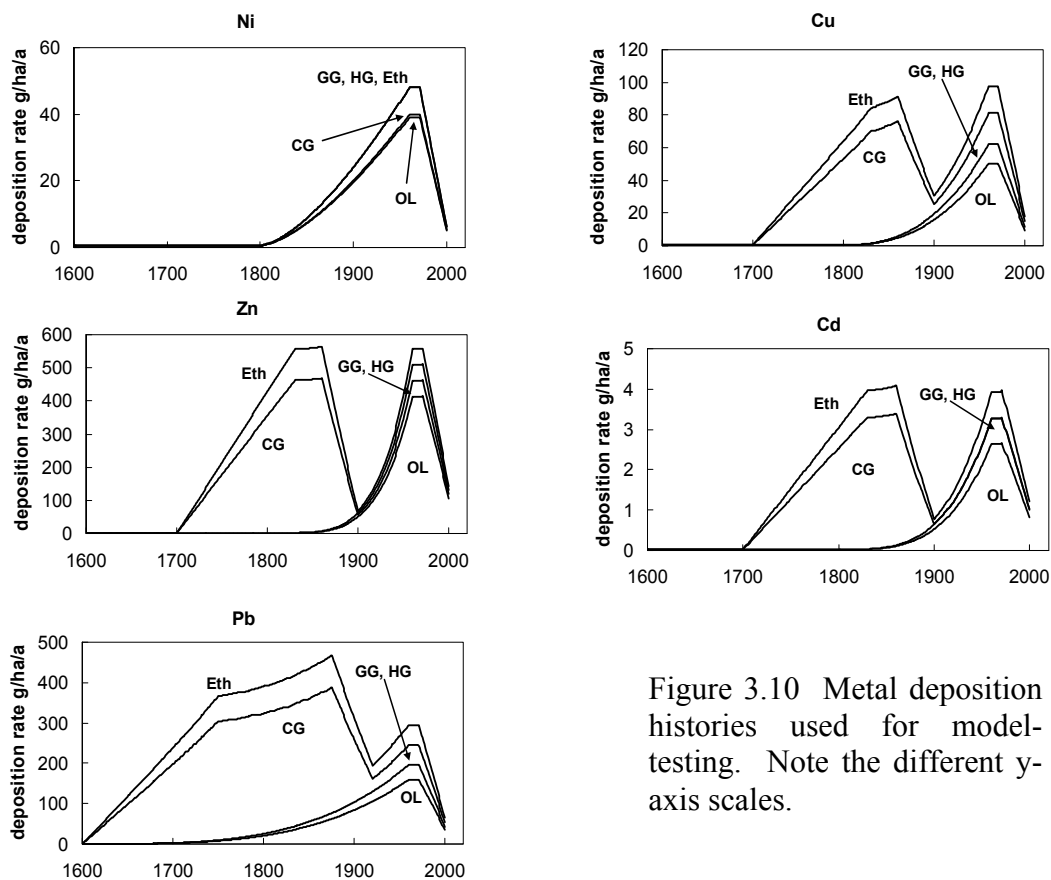 Ni
deposition rate g/ha/a
60
40
20
0
GG, HG, Eth
CG
OL
1600 1700 1800 1900 2000
Cu
deposition rate g/ha/a
120
100
80
60
40
20
0
Eth
GG, HG
CG
OL
1600 1700 1800 1900 2000
Zn
deposition rate g/ha/a
600
500
400
300
200
100
0
Eth
GG, HG
CG
OL
1600 1700 1800 1900 2000
Cd
deposition rate g/ha/a
5
4
3
2
1
0
Eth
GG, HG
CG
OL
1600 1700 1800 1900 2000
Pb
deposition rate g/ha/a
500
400
300
200
100
0
Eth
GG, HG
CG
OL
1600 1700 1800 1900 2000
Figure 3.10 Metal deposition
histories used for model-
testing. Note the different y-
axis scales.